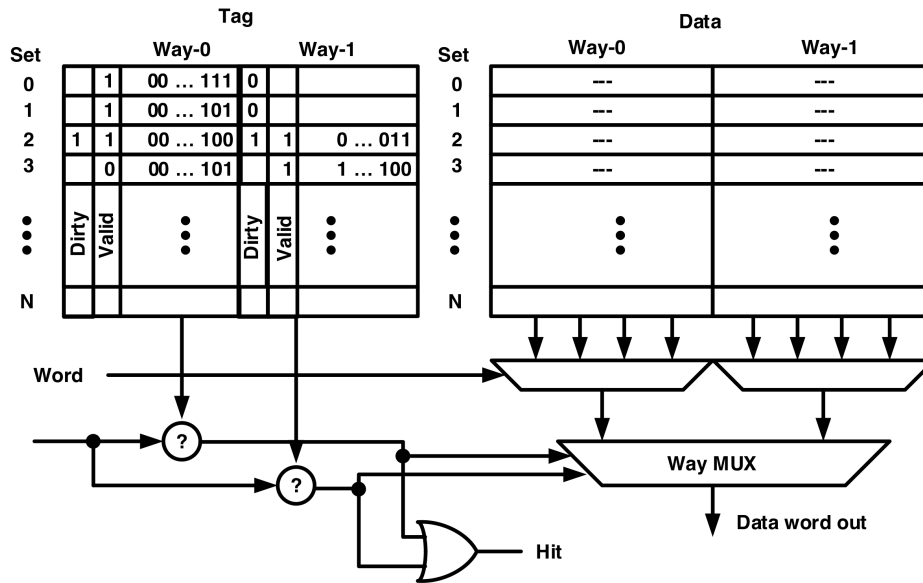 Tag
Data
Set Way-0 Way-1 Set Way-0 Way-1
0 1 00 ... 111 0 0 --- ---
1 1 00 ... 101 0 1 --- ---
2 1 1 00 ... 100 1 1 0 ... 011 2 --- ---
3 0 00 ... 101 1 1 ... 100 3 --- ---
Dirty Valid Dirty Valid
N N
Word
?
?
Way MUX
Data word out
Hit